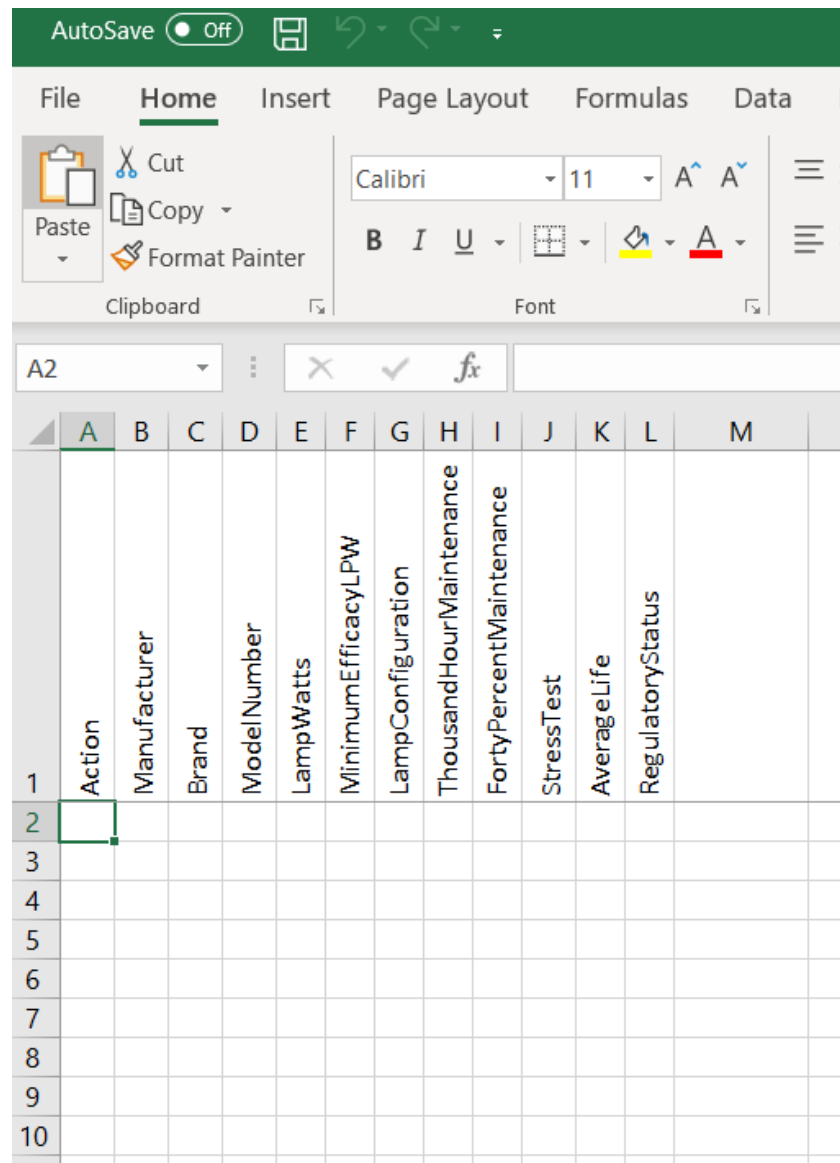 AutoSave Off
File Home Insert Page Layout Formulas Data
Paste
Cut
Copy
Format Painter
Clipboard
Calibri 11 A A
B I U A
Font
A2 fx
A B C D E F G H I J K L M
1 Action Manufacturer Brand ModelNumber LampWatts MinimumEfficacyLPW LampConfiguration ThousandHourMaintenance FortyPercentMaintenance StressTest AverageLife RegulatoryStatus
2
3
4
5
6
7
8
9
10